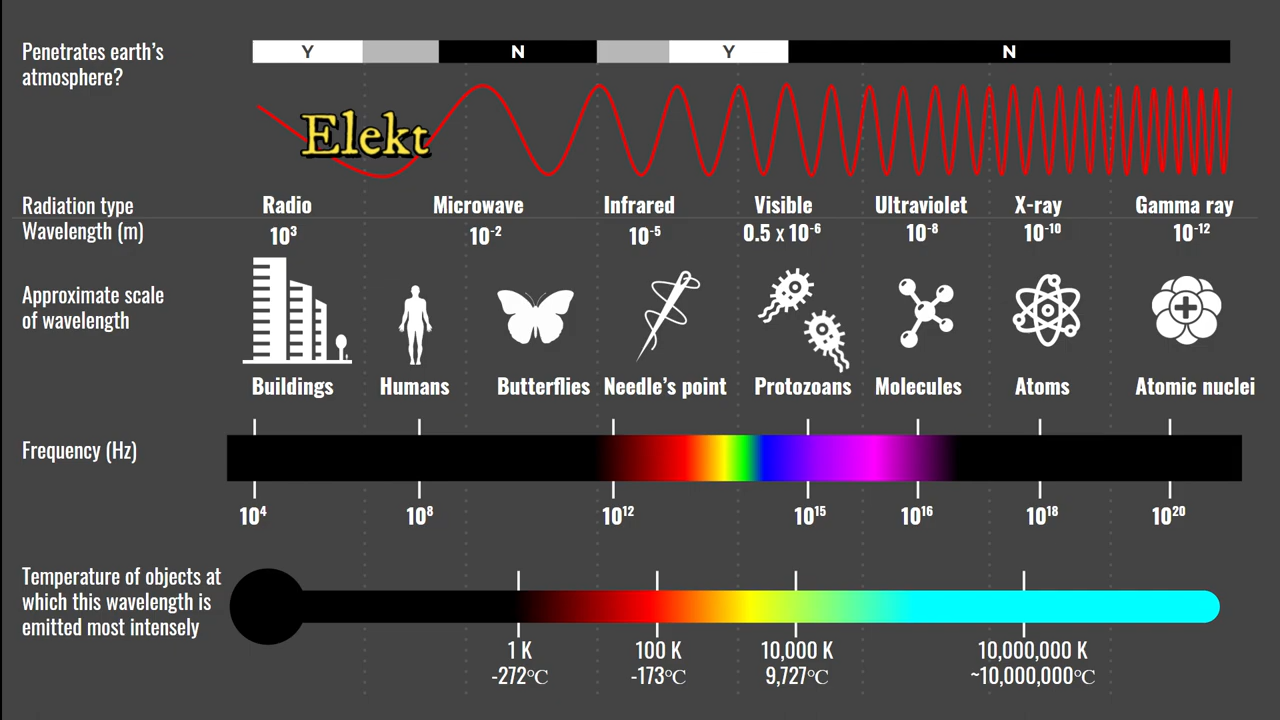 Penetrates earth's
atmosphere?
Y N Y N
Elekt
Radiation type
Radio Microwave Infrared Visible Ultraviolet X-ray Gamma ray
Wavelength (m)
10³ 10⁻² 10⁻⁵ 0.5 x 10⁻⁶ 10⁻⁸ 10⁻¹⁰ 10⁻¹²
Approximate scale
of wavelength
Buildings Humans Butterflies Needle's point Protozoans Molecules Atoms Atomic nuclei
Frequency (Hz)
10⁴ 10⁸ 10¹² 10¹⁵ 10¹⁶ 10¹⁸ 10²⁰
Temperature of objects at
which this wavelength is
emitted most intensely
1 K 100 K 10,000 K 10,000,000 K
-272℃ -173℃ 9,727℃ ~10,000,000℃